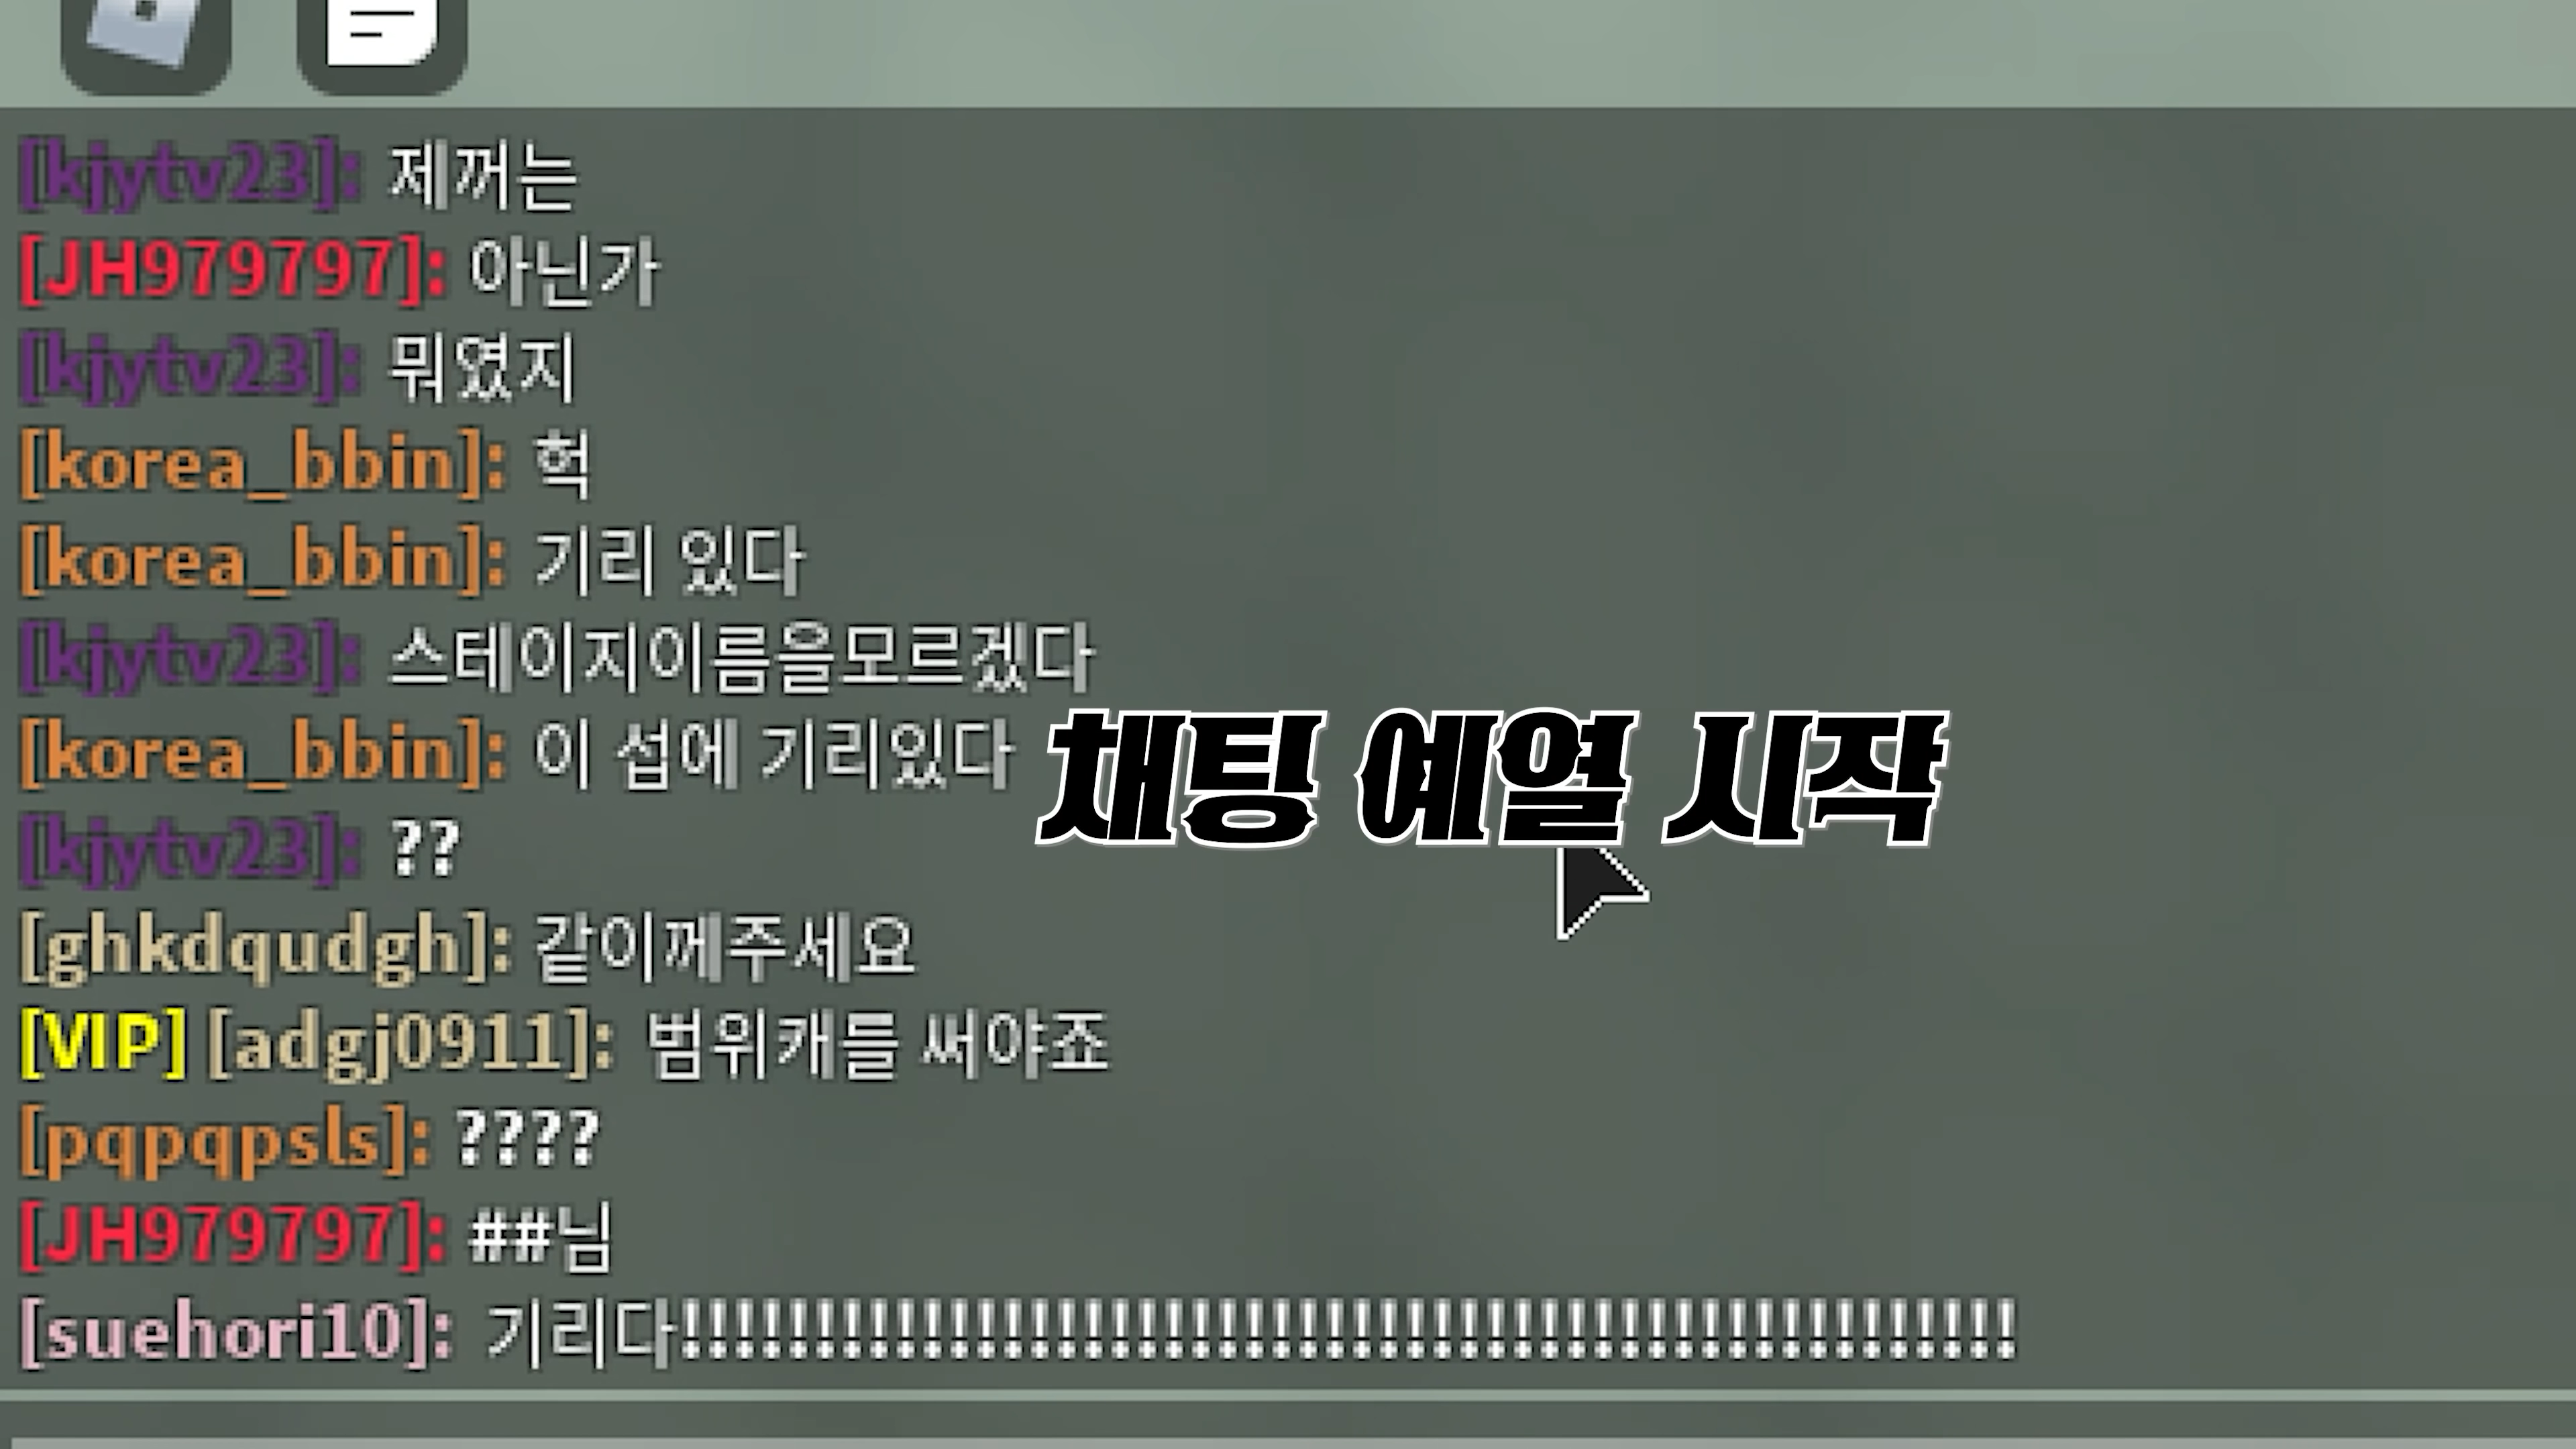 [kjytv23]: 제꺼는
[JH979797]: 아닌가
[kjytv23]: 뭐였지
[korea_bbin]: 헉
[korea_bbin]: 기리 있다
[kjytv23]: 스테이지이름을모르겠다
[korea_bbin]: 이 섭에 기리있다
채팅 예열 시작
[kjytv23]: ??
[ghkdqudgh]: 같이께주세요
[VIP] [adgj0911]: 범위캐를 써야죠
[pqpqpsls]: ????
[JH979797]: ##님
[suehori10]: 기리다!!!!!!!!!!!!!!!!!!!!!!!!!!!!!!!!!!!!!!!!!!!!!!!!!!